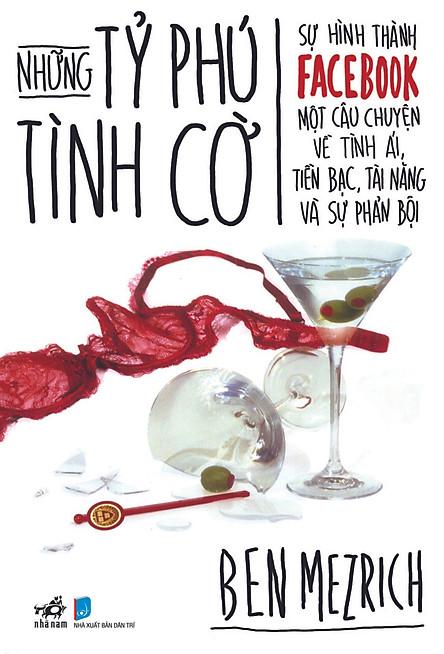 NHỮNG TỶ PHÚ
TÌNH CỜ
SỰ HÌNH THÀNH
FACEBOOK
MỘT CÂU CHUYỆN
VỀ TÌNH ÁI,
TIỀN BẠC, TÀI NĂNG
VÀ SỰ PHẢN BỘI
BEN MEZRICH
nhã nam
NHÀ XUẤT BẢN DÂN TRÍ